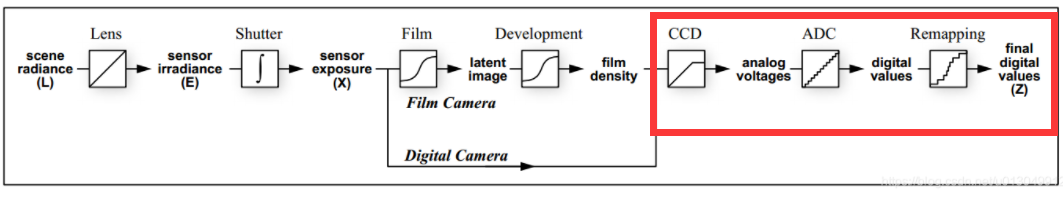 Lens
Shutter
Film
Development
CCD
ADC
Remapping
scene
radiance
(L)
sensor
irradiance
(E)
sensor
exposure
(X)
latent
image
film
density
analog
voltages
digital
values
final
digital
values
(Z)
Film Camera
Digital Camera